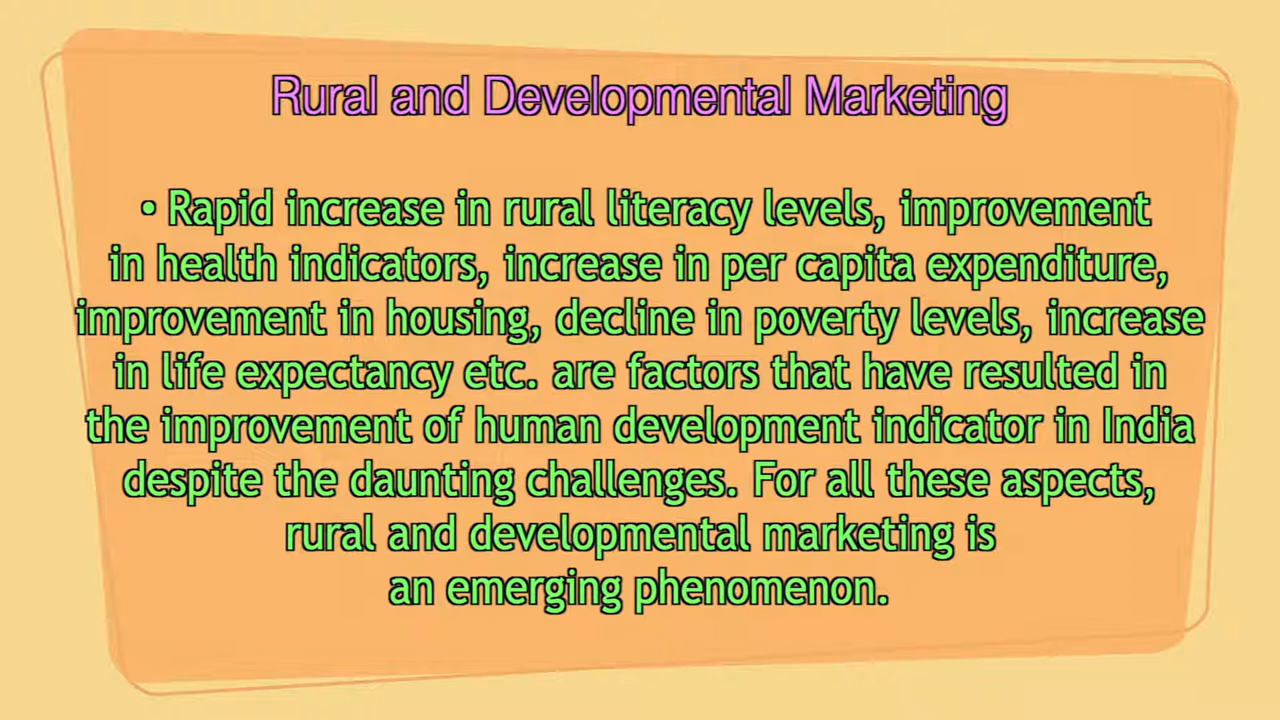 Rural and Developmental Marketing
• Rapid increase in rural literacy levels, improvement
in health indicators, increase in per capita expenditure,
improvement in housing, decline in poverty levels, increase
in life expectancy etc. are factors that have resulted in
the improvement of human development indicator in India
despite the daunting challenges. For all these aspects,
rural and developmental marketing is
an emerging phenomenon.